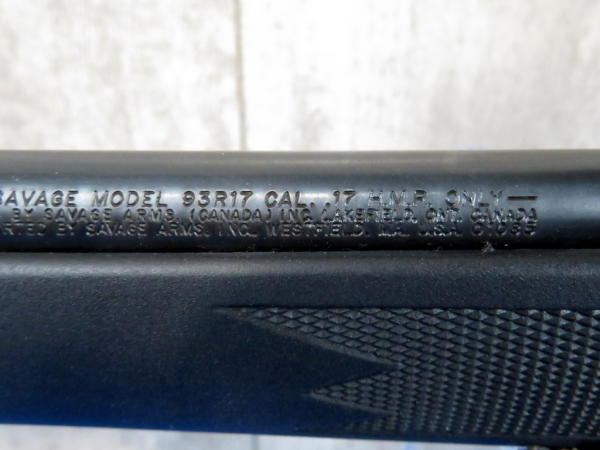 SAVAGE MODEL 93R17 CAL. .17 H.M.R. ONLY—
BY SAVAGE ARMS. (CANADA) INC. LAKEFIELD, ONT. CANADA
RTED BY SAVAGE ARMS, INC. WESTFIELD, MA. U.S.A. 01085